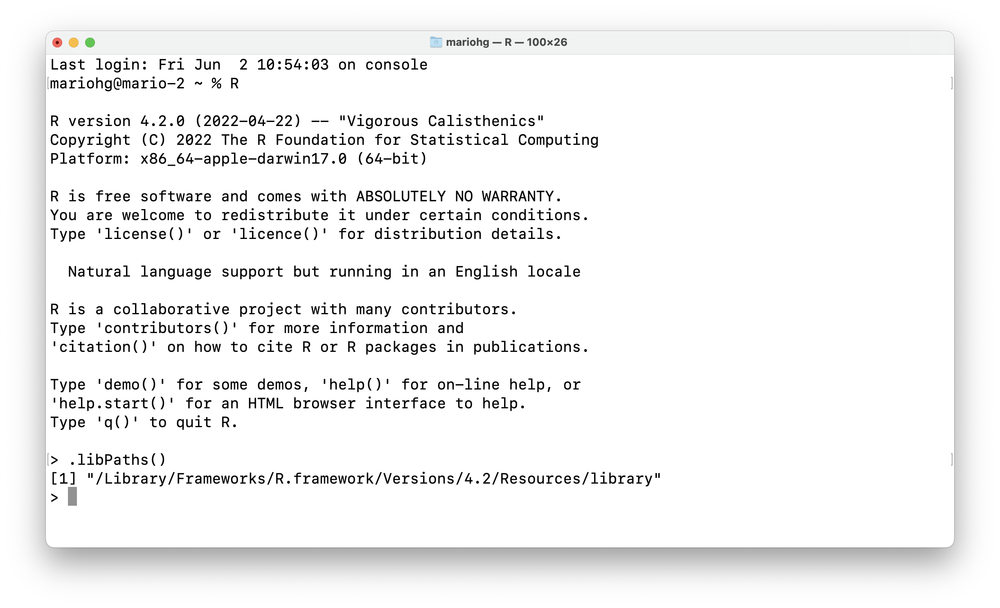 mariohg — R — 100×26
Last login: Fri Jun  2 10:54:03 on console
mariohg@mario-2 ~ % R
R version 4.2.0 (2022-04-22) -- "Vigorous Calisthenics"
Copyright (C) 2022 The R Foundation for Statistical Computing
Platform: x86_64-apple-darwin17.0 (64-bit)
R is free software and comes with ABSOLUTELY NO WARRANTY.
You are welcome to redistribute it under certain conditions.
Type 'license()' or 'licence()' for distribution details.
  Natural language support but running in an English locale
R is a collaborative project with many contributors.
Type 'contributors()' for more information and
'citation()' on how to cite R or R packages in publications.
Type 'demo()' for some demos, 'help()' for on-line help, or
'help.start()' for an HTML browser interface to help.
Type 'q()' to quit R.
> .libPaths()
[1] "/Library/Frameworks/R.framework/Versions/4.2/Resources/library"
>